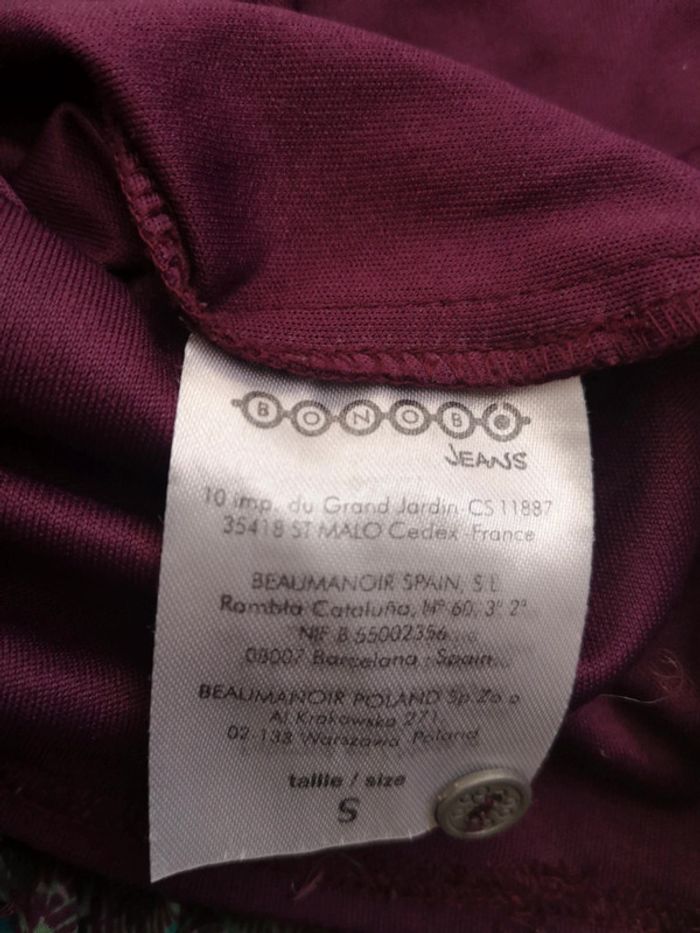 BONOBO
JEANS
10 imp. du Grand Jardin CS 11887
35418 ST MALO Cedex-France
BEAUMANOIR SPAIN, S.L
Rambla Cataluña, Nº 60, 3º 2ª
NIF B 55002356
08007 Barcelona, Spain
BEAUMANOIR POLAND Sp Zo o
Al.Krakowska 271,
02-138 Warszawa, Poland
taille / size
S